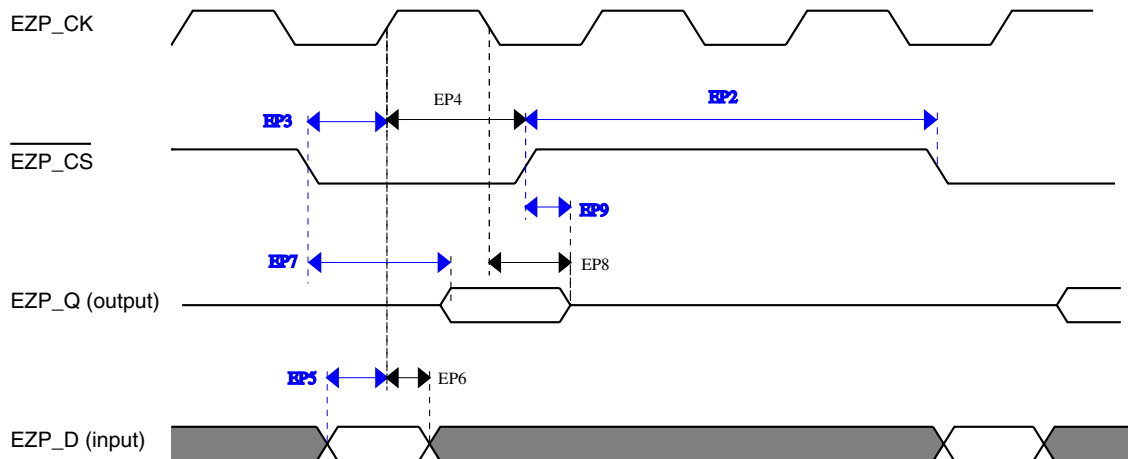 EZP_CK
EP4
EP2
EP3
EZP_CS
EP9
EP7
EP8
EZP_Q (output)
EP5
EP6
EZP_D (input)